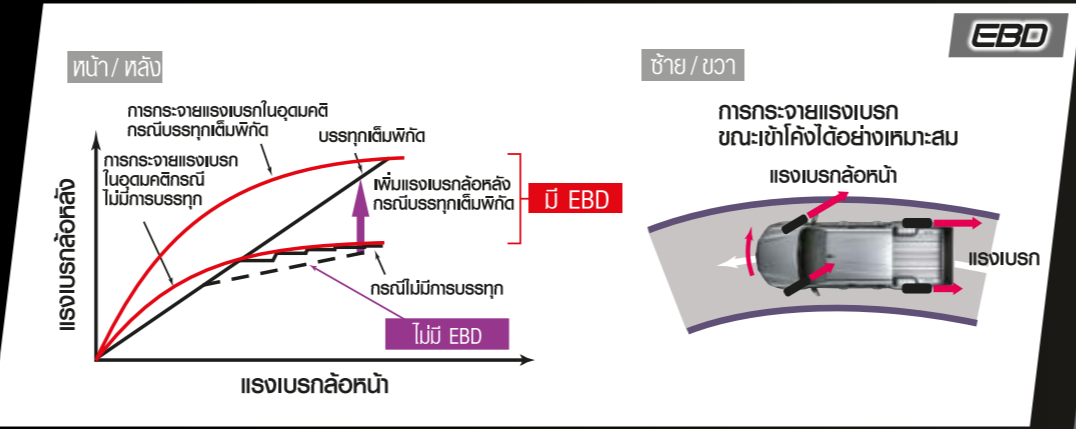 EBD
หน้า / หลัง
การกระจายแรงเบรกในอุดมคติ
กรณีบรรทุกเต็มพิกัด
บรรทุกเต็มพิกัด
การกระจายแรงเบรก
ในอุดมคติกรณี
ไม่มีการบรรทุก
เพิ่มแรงเบรกล้อหลัง
กรณีบรรทุกเต็มพิกัด
มี EBD
กรณีไม่มีการบรรทุก
ไม่มี EBD
แรงเบรกล้อหลัง
แรงเบรกล้อหน้า
ซ้าย / ขวา
การกระจายแรงเบรก
ขณะเข้าโค้งได้อย่างเหมาะสม
แรงเบรกล้อหน้า
แรงเบรก